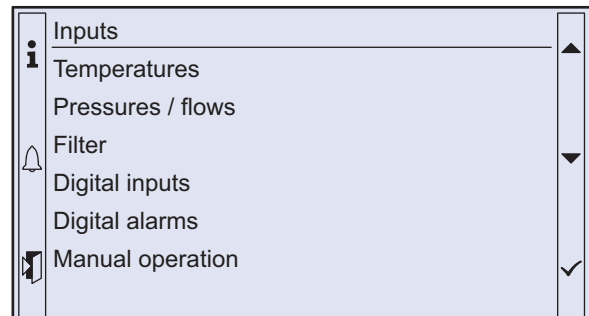 Inputs
Temperatures
Pressures / flows
Filter
Digital inputs
Digital alarms
Manual operation